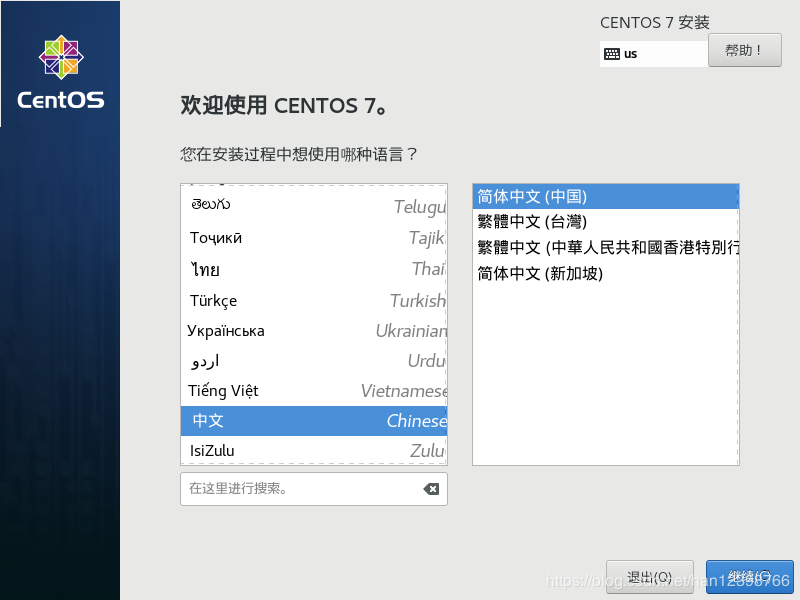 CENTOS 7 安装
us
帮助！
CentOS
欢迎使用 CENTOS 7。
您在安装过程中想使用哪种语言？
తెలుగు Telugu
Тоҷикӣ Tajik
ไทย Thai
Türkçe Turkish
Українська Ukrainian
اردو Urdu
Tiếng Việt Vietnamese
中文 Chinese
IsiZulu Zulu
简体中文 (中国)
繁體中文 (台灣)
繁體中文 (中華人民共和國香港特別行
简体中文 (新加坡)
在这里进行搜索。
退出(Q)
继续(C)